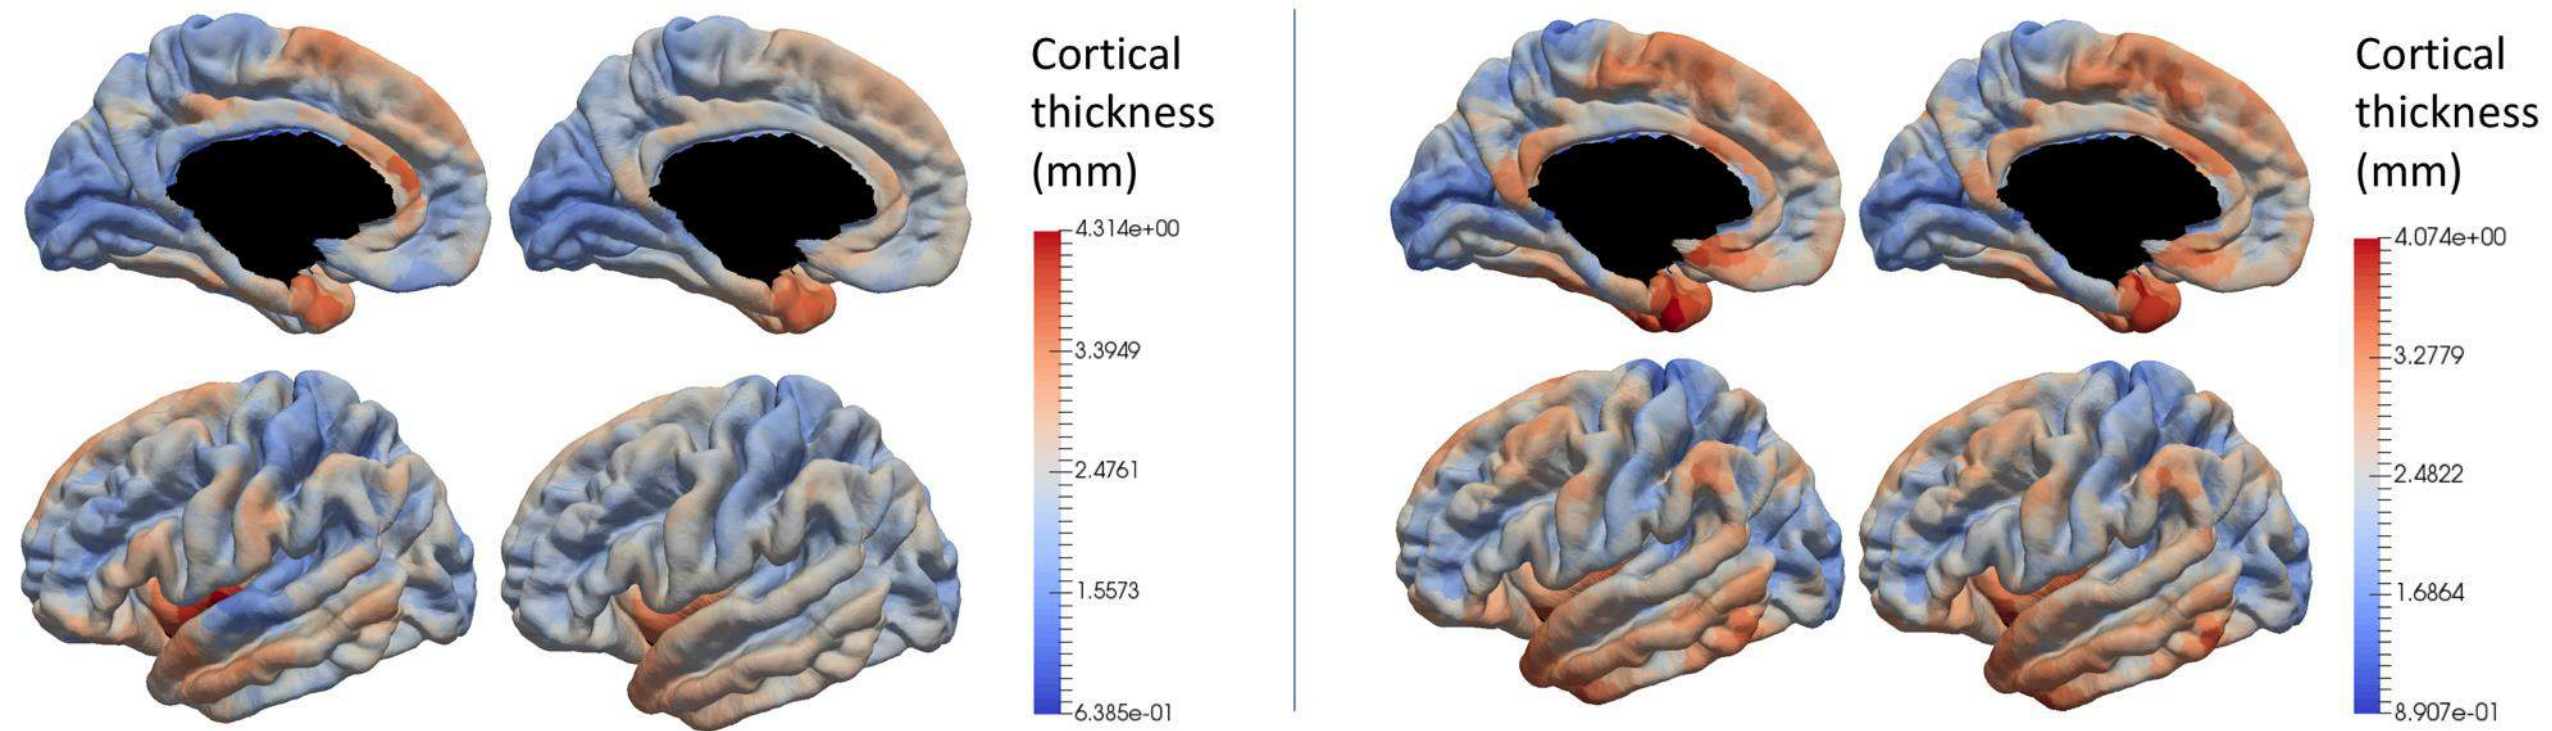 Cortical
thickness
(mm)
4.314e+00
3.3949
2.4761
1.5573
6.385e-01
Cortical
thickness
(mm)
4.074e+00
3.2779
2.4822
1.6864
8.907e-01